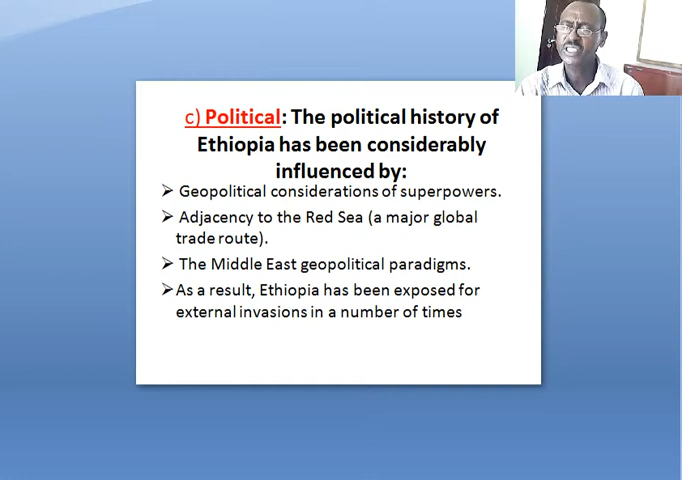 c) Political: The political history of
Ethiopia has been considerably
influenced by:
➢ Geopolitical considerations of superpowers.
➢ Adjacency to the Red Sea (a major global
trade route).
➢ The Middle East geopolitical paradigms.
➢ As a result, Ethiopia has been exposed for
external invasions in a number of times